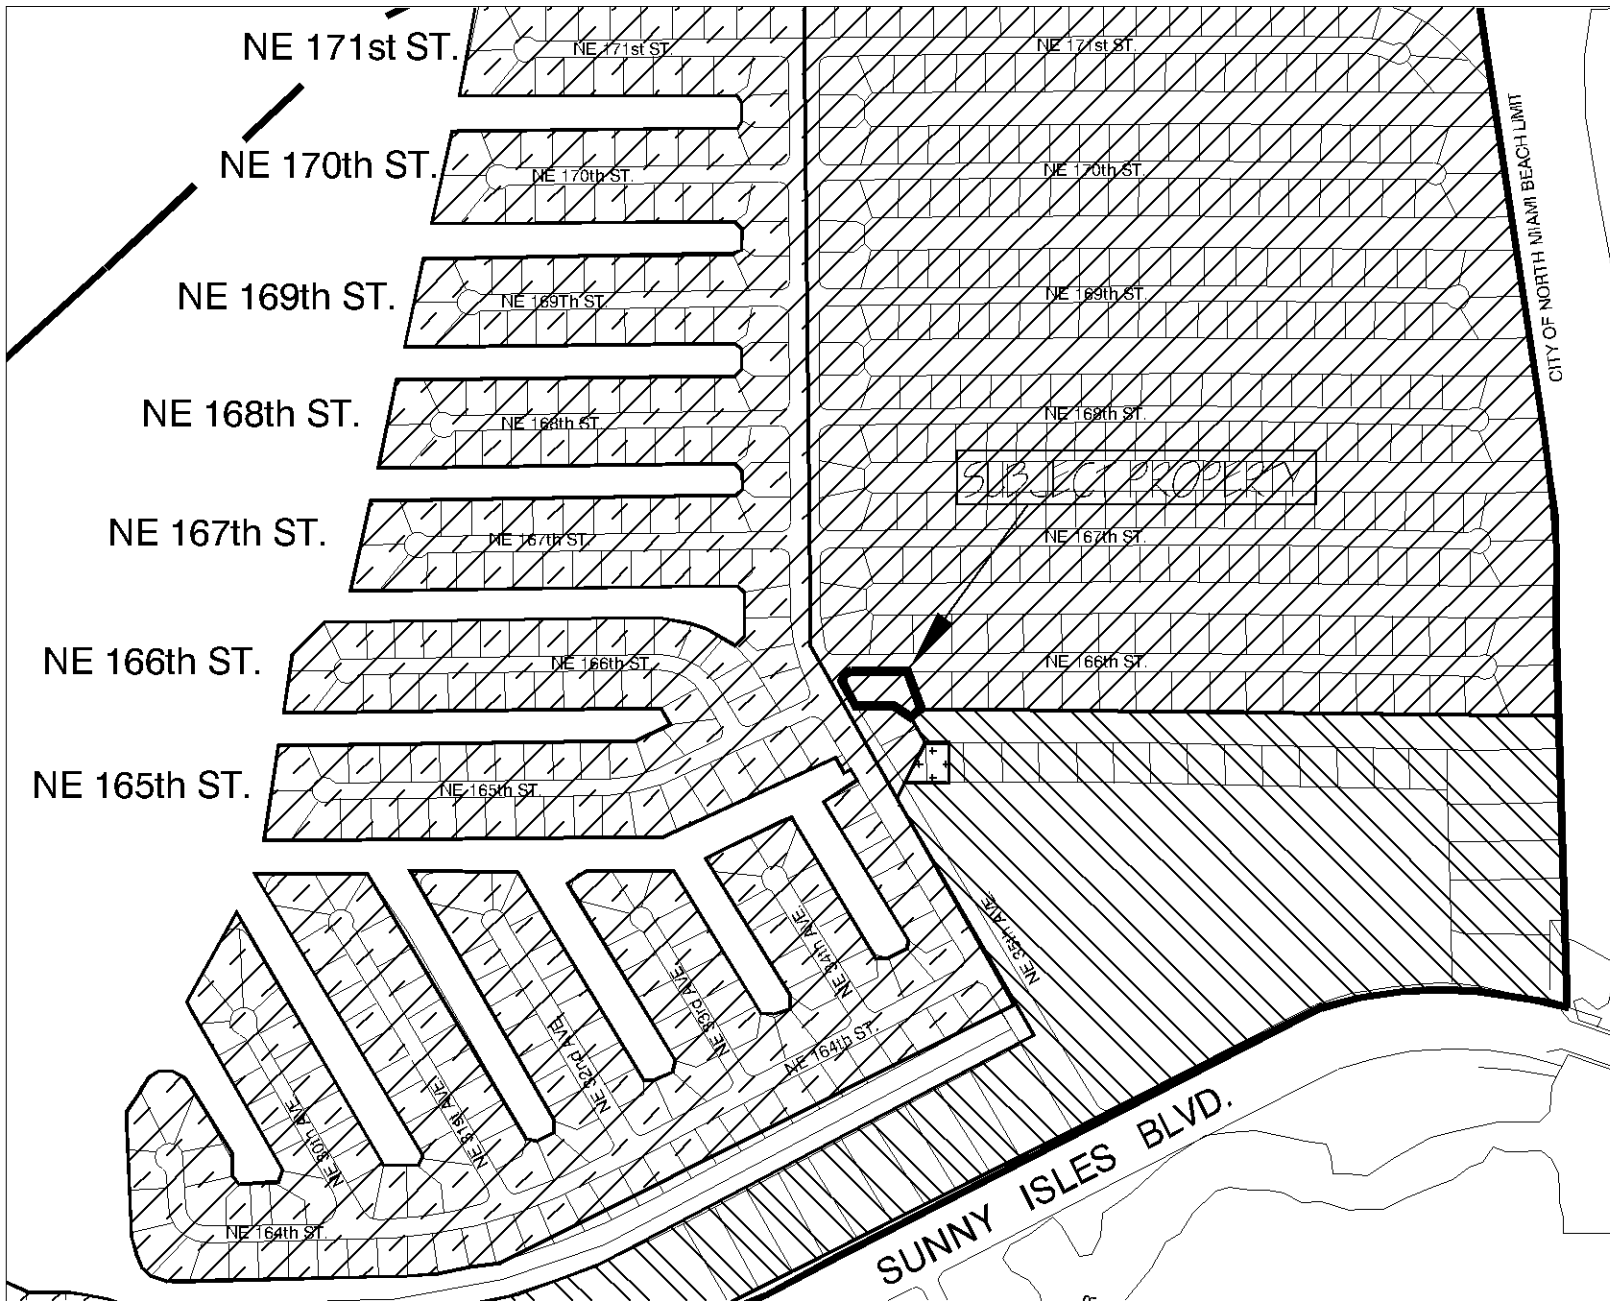 NE 171st ST.
NE 171st ST.
NE 171st ST.
NE 170th ST.
NE 170th ST.
NE 170th ST.
NE 169th ST.
NE 169Th ST.
NE 169th ST.
CITY OF NORTH MIAMI BEACH LIMIT
NE 168th ST.
NE 168th ST.
NE 168th ST.
SUBJECT PROPERTY
NE 167th ST.
NE 167th ST.
NE 167th ST.
NE 166th ST.
NE 166th ST.
NE 166th ST.
NE 165th ST.
NE 165th ST.
NE 35th AVE.
NE 34th AVE.
NE 33rd AVE.
NE 32nd AVE.
NE 31st AVE.
NE 30th AVE.
NE 164th ST.
NE 164th ST.
SUNNY ISLES BLVD.